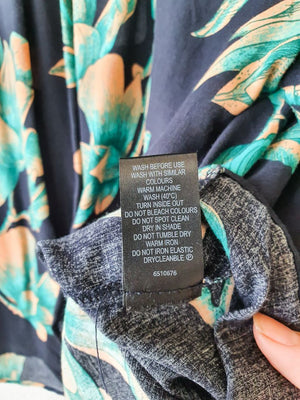 WASH BEFORE USE
WASH WITH SIMILAR
COLOURS
WARM MACHINE
WASH (40°C)
TURN INSIDE OUT
DO NOT BLEACH COLOURS
DO NOT SPOT CLEAN
DRY IN SHADE
DO NOT TUMBLE DRY
WARM IRON
DO NOT IRON ELASTIC
DRYCLEANBLE
6510676